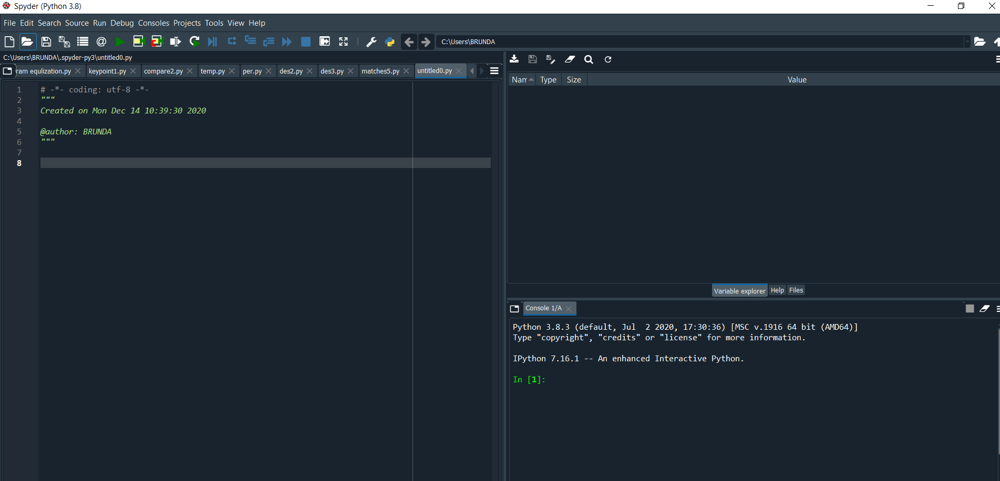 Spyder (Python 3.8)
File Edit Search Source Run Debug Consoles Projects Tools View Help
C:\Users\BRUNDA
C:\Users\BRUNDA\.spyder-py3\untitled0.py
ram equlization.py keypoint1.py compare2.py temp.py per.py des2.py des3.py matches5.py untitled0.py
1 # -*- coding: utf-8 -*-
2 """
3 Created on Mon Dec 14 10:39:30 2020
4
5 @author: BRUNDA
6 """
7
8
Nam Type Size Value
Variable explorer Help Files
Console 1/A
Python 3.8.3 (default, Jul  2 2020, 17:30:36) [MSC v.1916 64 bit (AMD64)]
Type "copyright", "credits" or "license" for more information.
IPython 7.16.1 -- An enhanced Interactive Python.
In [1]: